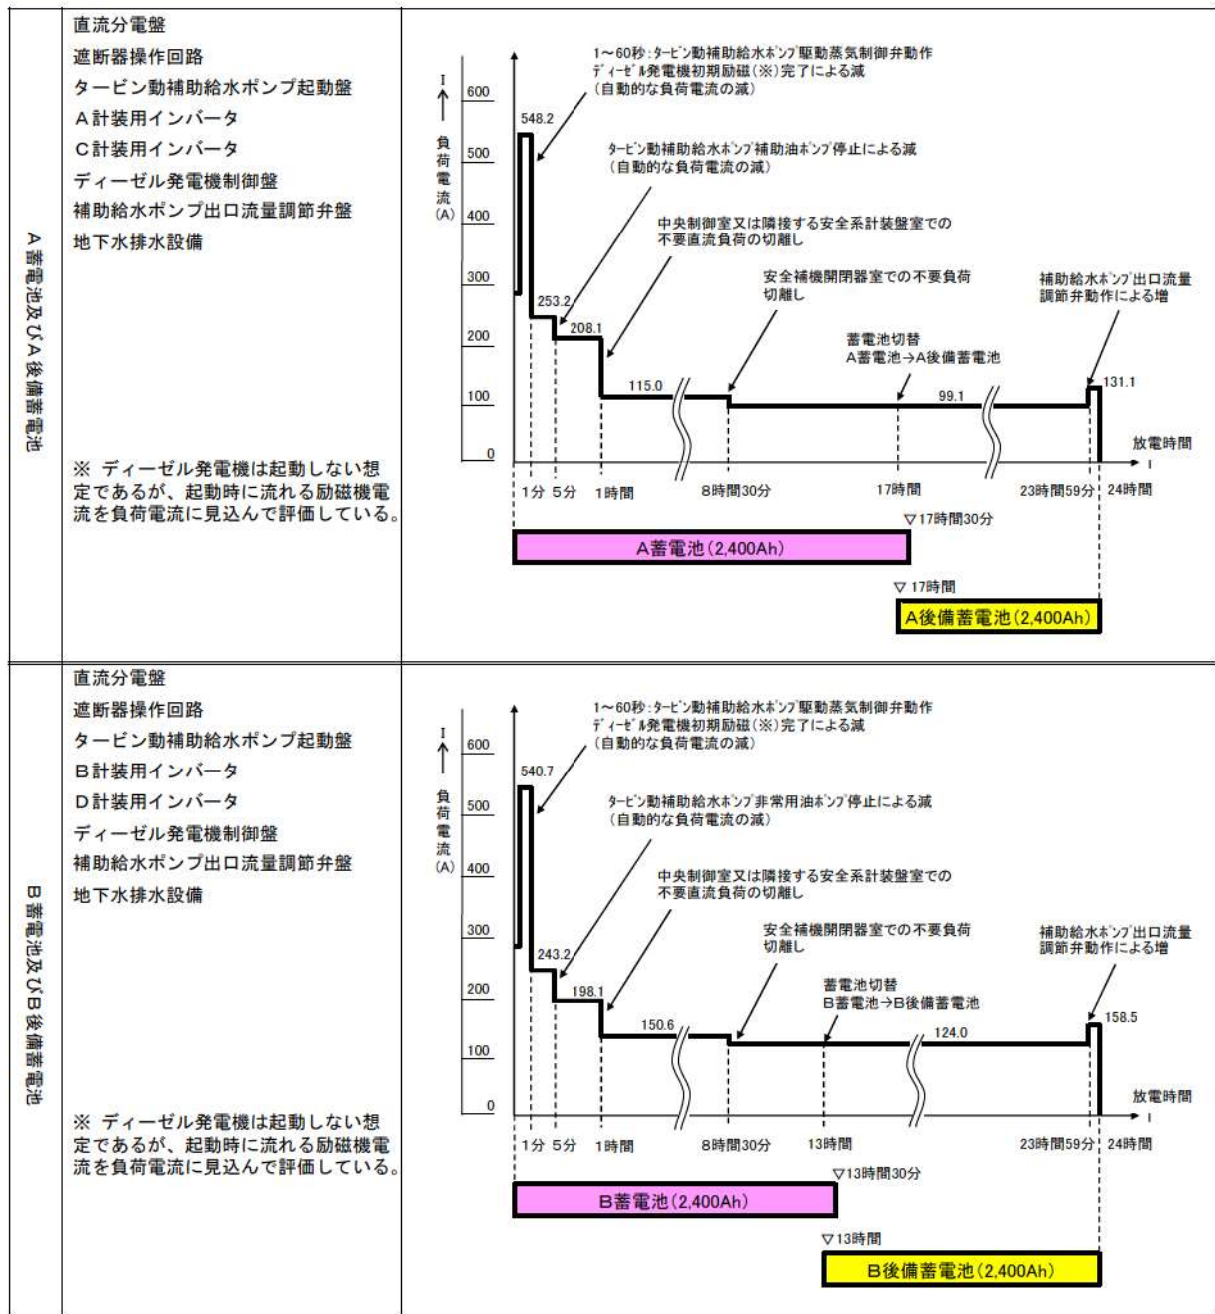 A蓄電池及びA後備蓄電池
直流分電盤
遮断器操作回路
タービン動補助給水ポンプ起動盤
A計装用インバータ
C計装用インバータ
ディーゼル発電機制御盤
補助給水ポンプ出口流量調節弁盤
地下水排水設備
※ ディーゼル発電機は起動しない想
定であるが、起動時に流れる励磁機電
流を負荷電流に見込んで評価している。
I
負荷電流(A)
600
500
400
300
200
100
0
1~60秒:タービン動補助給水ポンプ駆動蒸気制御弁動作
ディーゼル発電機初期励磁(※)完了による減
(自動的な負荷電流の減)
548.2
タービン動補助給水ポンプ補助油ポンプ停止による減
(自動的な負荷電流の減)
中央制御室又は隣接する安全系計装盤室での
不要直流負荷の切離し
253.2
208.1
安全補機開閉器室での不要負荷
切離し
補助給水ポンプ出口流量
調節弁動作による増
蓄電池切替
A蓄電池→A後備蓄電池
115.0
99.1
131.1
放電時間
1分 5分 1時間 8時間30分 17時間 23時間59分 24時間
▽17時間30分
A蓄電池(2,400Ah)
▽ 17時間
A後備蓄電池(2,400Ah)
B蓄電池及びB後備蓄電池
直流分電盤
遮断器操作回路
タービン動補助給水ポンプ起動盤
B計装用インバータ
D計装用インバータ
ディーゼル発電機制御盤
補助給水ポンプ出口流量調節弁盤
地下水排水設備
※ ディーゼル発電機は起動しない想
定であるが、起動時に流れる励磁機電
流を負荷電流に見込んで評価している。
I
負荷電流(A)
600
500
400
300
200
100
0
1~60秒:タービン動補助給水ポンプ駆動蒸気制御弁動作
ディーゼル発電機初期励磁(※)完了による減
(自動的な負荷電流の減)
540.7
タービン動補助給水ポンプ非常用油ポンプ停止による減
(自動的な負荷電流の減)
中央制御室又は隣接する安全系計装盤室での
不要直流負荷の切離し
243.2
198.1
安全補機開閉器室での不要負荷
切離し
補助給水ポンプ出口流量
調節弁動作による増
蓄電池切替
B蓄電池→B後備蓄電池
150.6
124.0
158.5
放電時間
1分 5分 1時間 8時間30分 13時間 23時間59分 24時間
▽13時間30分
B蓄電池(2,400Ah)
▽13時間
B後備蓄電池(2,400Ah)